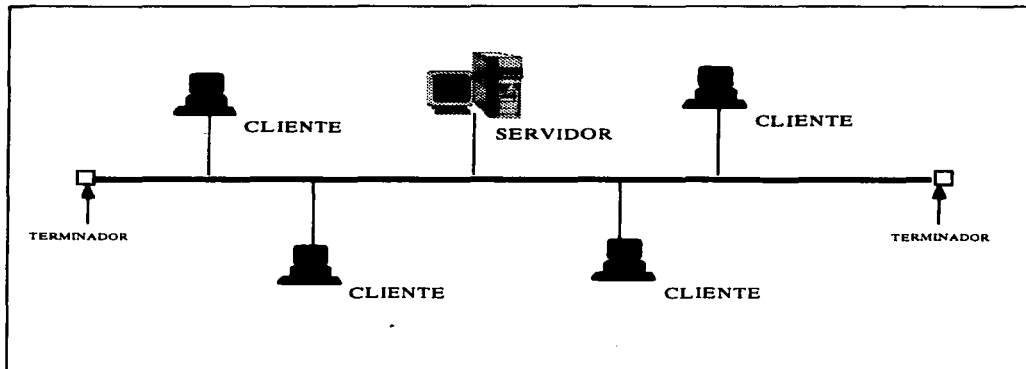 CLIENTE
SERVIDOR
CLIENTE
TERMINADOR
TERMINADOR
CLIENTE
CLIENTE